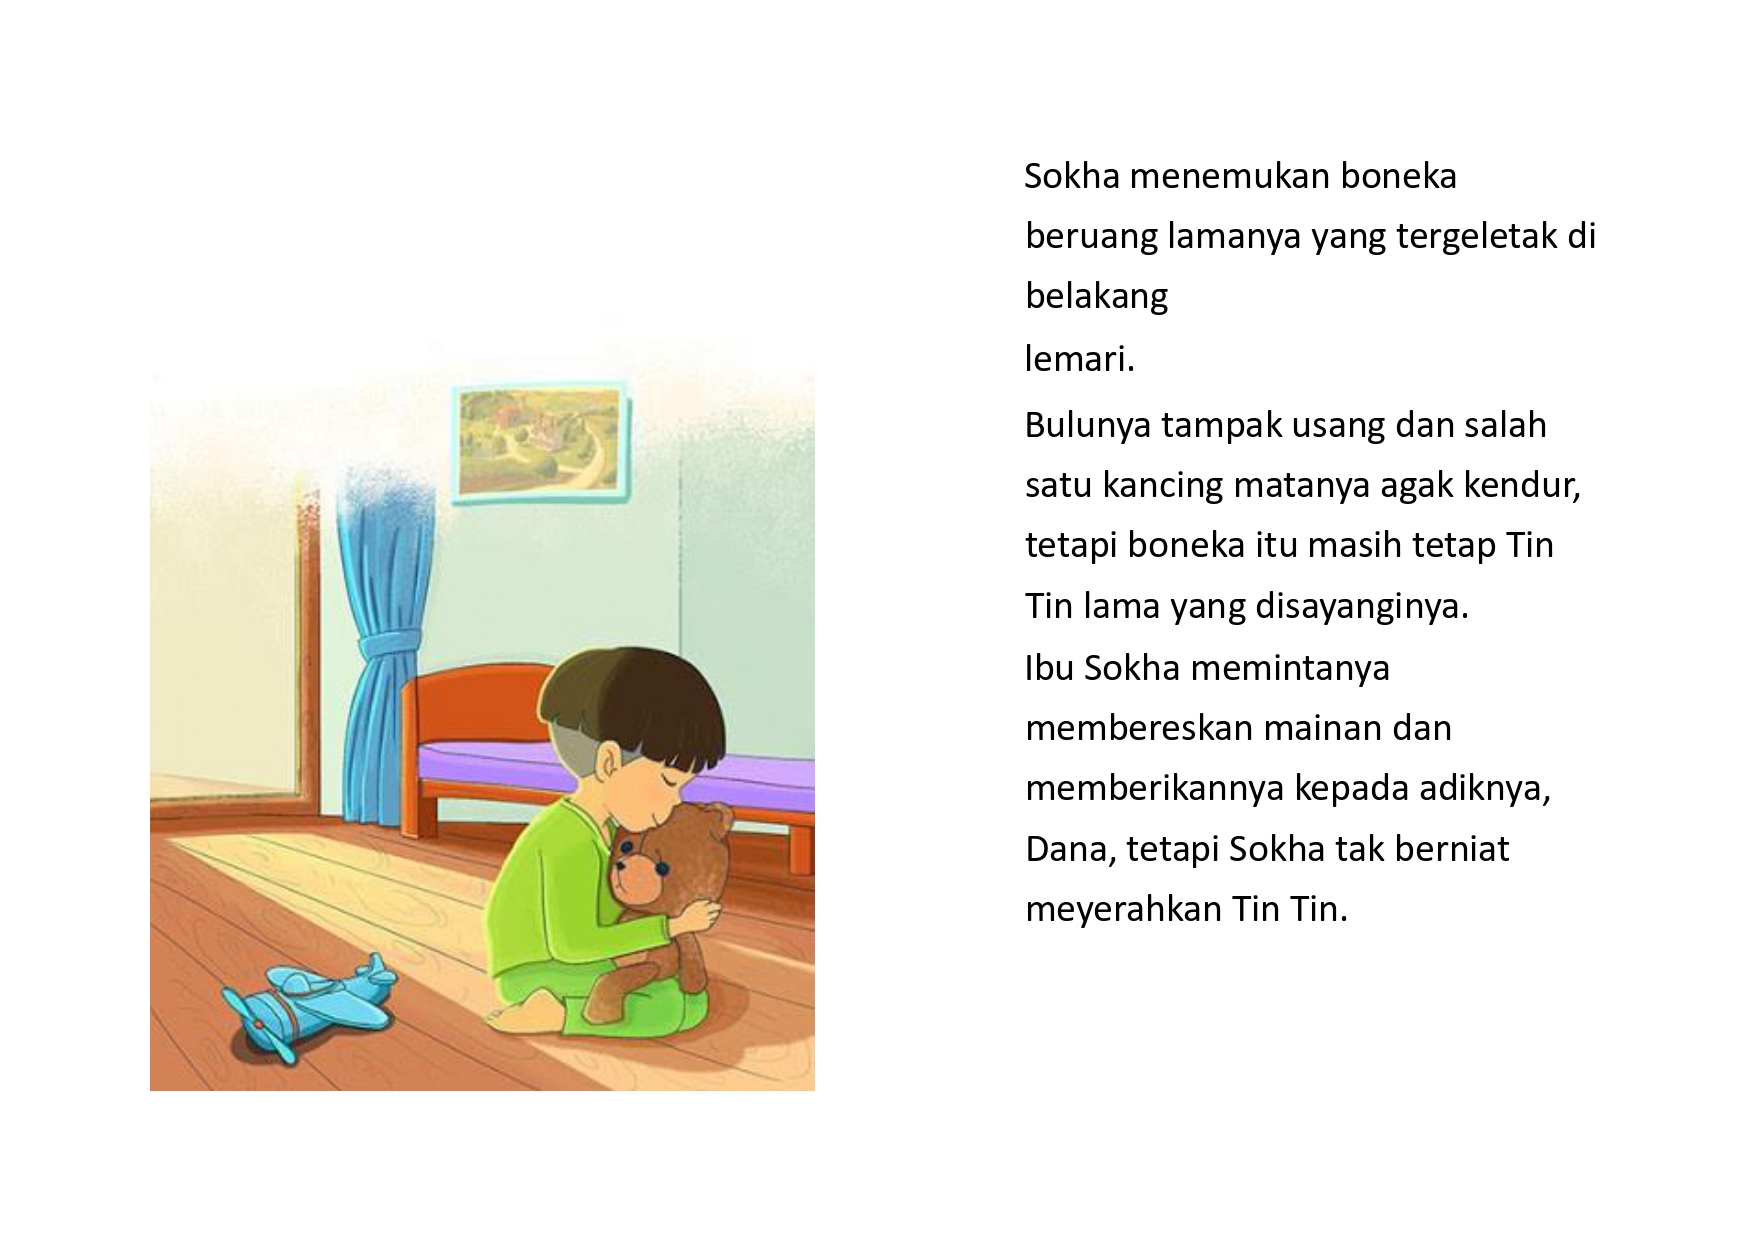 Sokha menemukan boneka
beruang lamanya yang tergeletak di
belakang
lemari.
Bulunya tampak usang dan salah
satu kancing matanya agak kendur,
tetapi boneka itu masih tetap Tin
Tin lama yang disayanginya.
Ibu Sokha memintanya
membereskan mainan dan
memberikannya kepada adiknya,
Dana, tetapi Sokha tak berniat
meyerahkan Tin Tin.